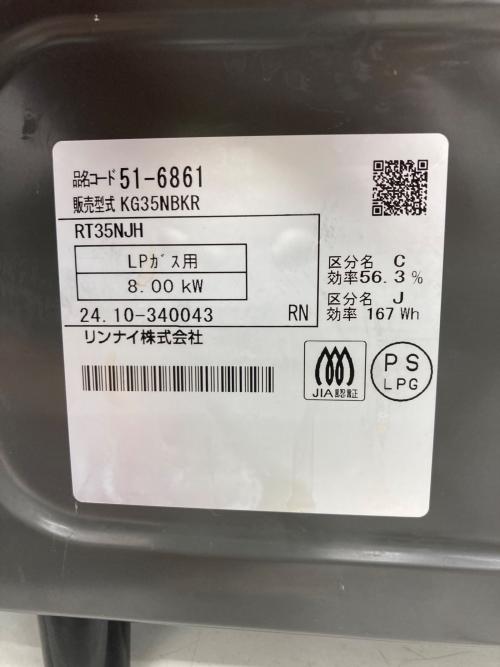 品名コード 51-6861
販売型式 KG35NBKR
RT35NJH
LPガス用
8.00 kW
24.10-340043 RN
リンナイ株式会社
区分名 C
効率56.3%
区分名 J
効率 167 Wh
JIA認証
PS
LPG